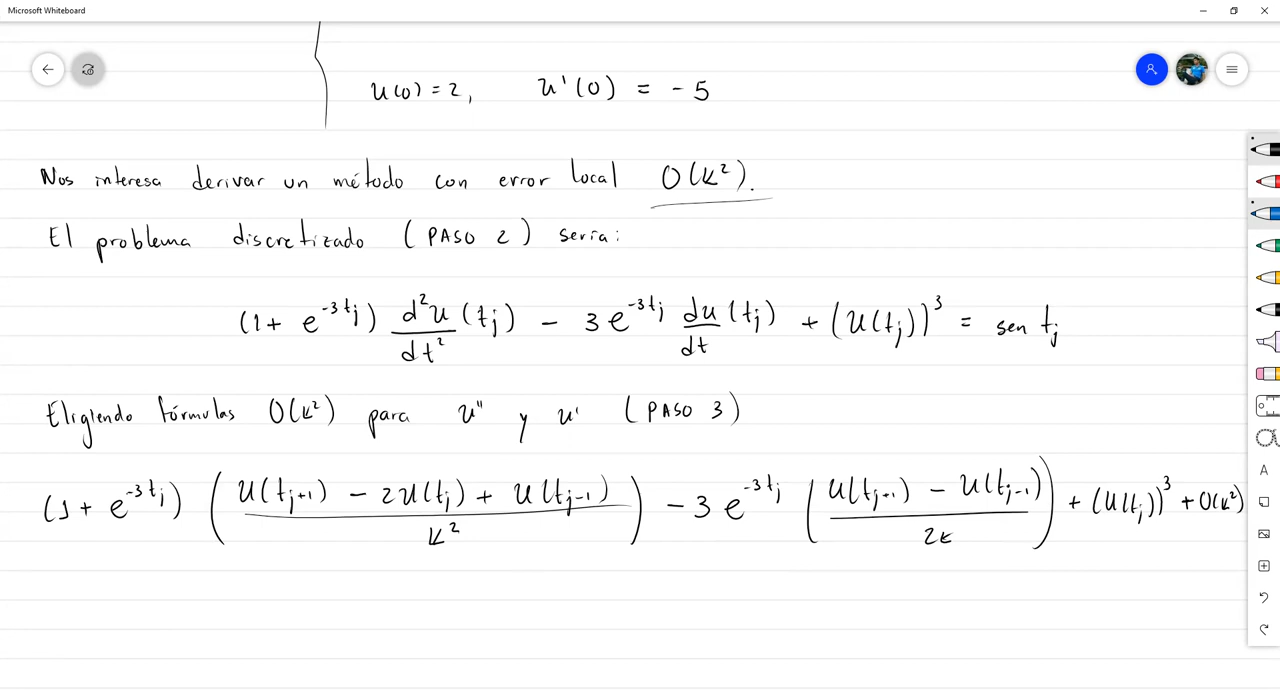 Microsoft Whiteboard
u(0) = 2, u'(0) = -5
Nos interesa derivar un método con error local O(k²).
El problema discretizado (PASO 2) sería:
(1 + e^{-3t_j}) d²u/dt² (t_j) - 3e^{-3t_j} du/dt (t_j) + (u(t_j))³ = sen t_j
Eligiendo fórmulas O(k²) para u'' y u' (PASO 3)
(1 + e^{-3t_j}) ( (u(t_{j+1}) - 2u(t_j) + u(t_{j-1})) / k² ) - 3e^{-3t_j} ( (u(t_{j+1}) - u(t_{j-1})) / 2k ) + (u(t_j))³ + O(k²)